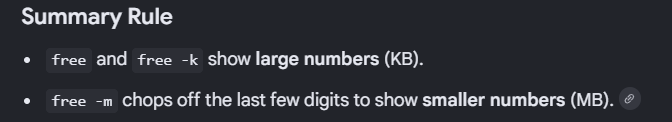 Summary Rule
• free and free -k show large numbers (KB).
• free -m chops off the last few digits to show smaller numbers (MB).